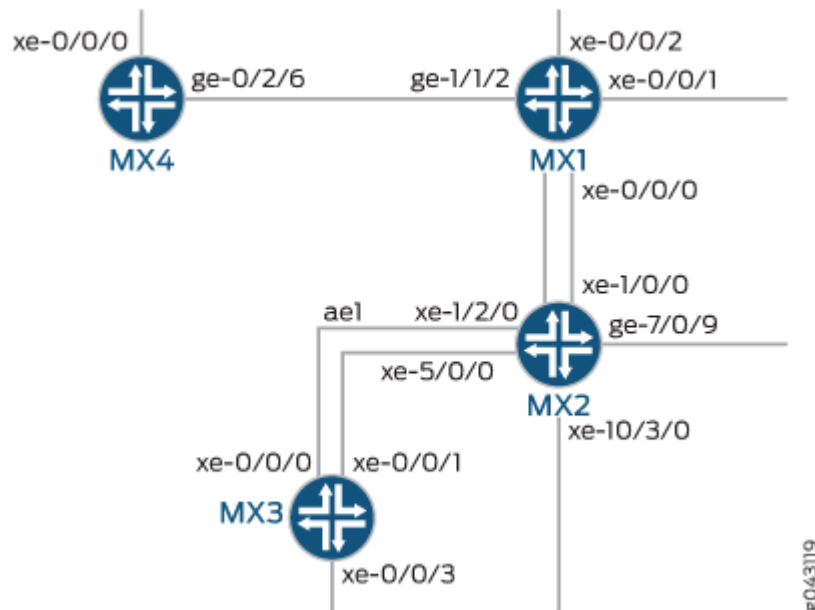 xe-0/0/0
xe-0/0/2
ge-0/2/6
ge-1/1/2
xe-0/0/1
MX4
MX1
xe-0/0/0
xe-1/0/0
ae1
xe-1/2/0
ge-7/0/9
xe-5/0/0
MX2
xe-10/3/0
xe-0/0/0
xe-0/0/1
MX3
xe-0/0/3
g043119